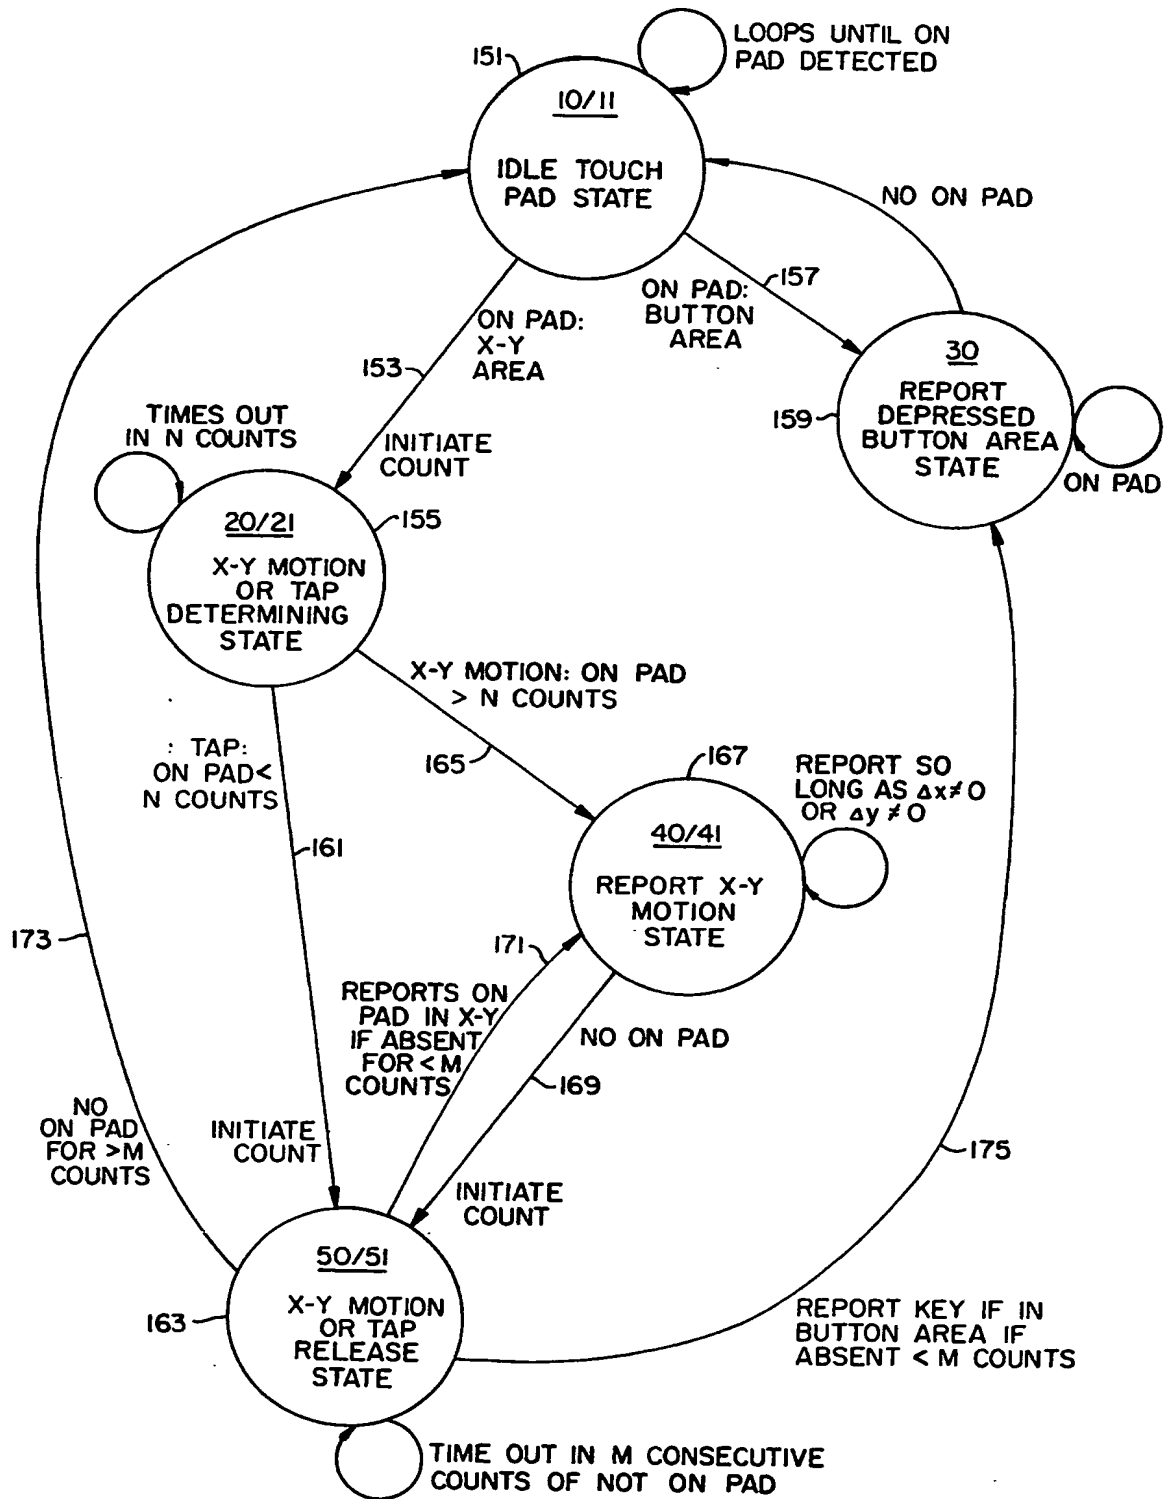 LOOPS UNTIL ON
PAD DETECTED
151
10/11
IDLE TOUCH
PAD STATE
NO ON PAD
157
ON PAD:
BUTTON
AREA
ON PAD:
X-Y
AREA
153
30
REPORT
DEPRESSED
BUTTON AREA
STATE
159
ON PAD
TIMES OUT
IN N COUNTS
INITIATE
COUNT
155
20/21
X-Y MOTION
OR TAP
DETERMINING
STATE
X-Y MOTION: ON PAD
> N COUNTS
165
TAP:
ON PAD<
N COUNTS
161
167
REPORT SO
LONG AS Δx≠0
OR Δy≠0
40/41
REPORT X-Y
MOTION
STATE
173
171
REPORTS ON
PAD IN X-Y
IF ABSENT
FOR < M
COUNTS
NO ON PAD
169
NO
ON PAD
FOR >M
COUNTS
INITIATE
COUNT
INITIATE
COUNT
175
50/51
X-Y MOTION
OR TAP
RELEASE
STATE
163
REPORT KEY IF IN
BUTTON AREA IF
ABSENT < M COUNTS
TIME OUT IN M CONSECUTIVE
COUNTS OF NOT ON PAD